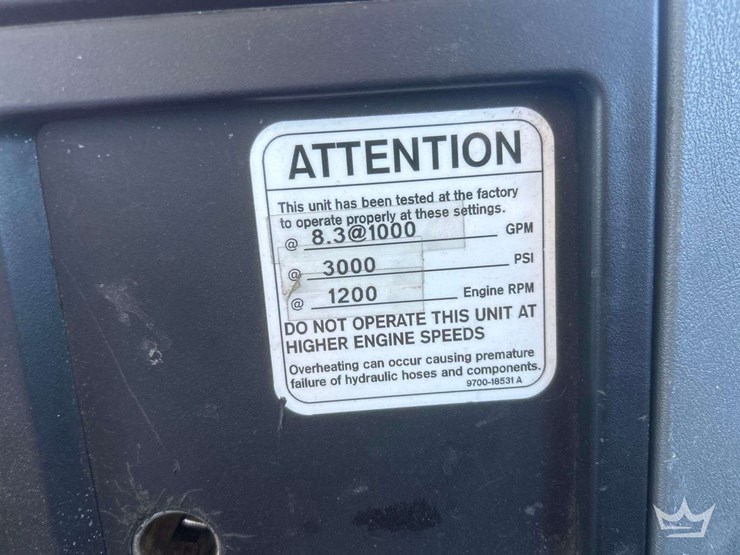 ATTENTION
This unit has been tested at the factory
to operate properly at these settings.
@ 8.3@1000 GPM
@ 3000 PSI
@ 1200 Engine RPM
DO NOT OPERATE THIS UNIT AT
HIGHER ENGINE SPEEDS
Overheating can occur causing premature
failure of hydraulic hoses and components.
9700-18531 A